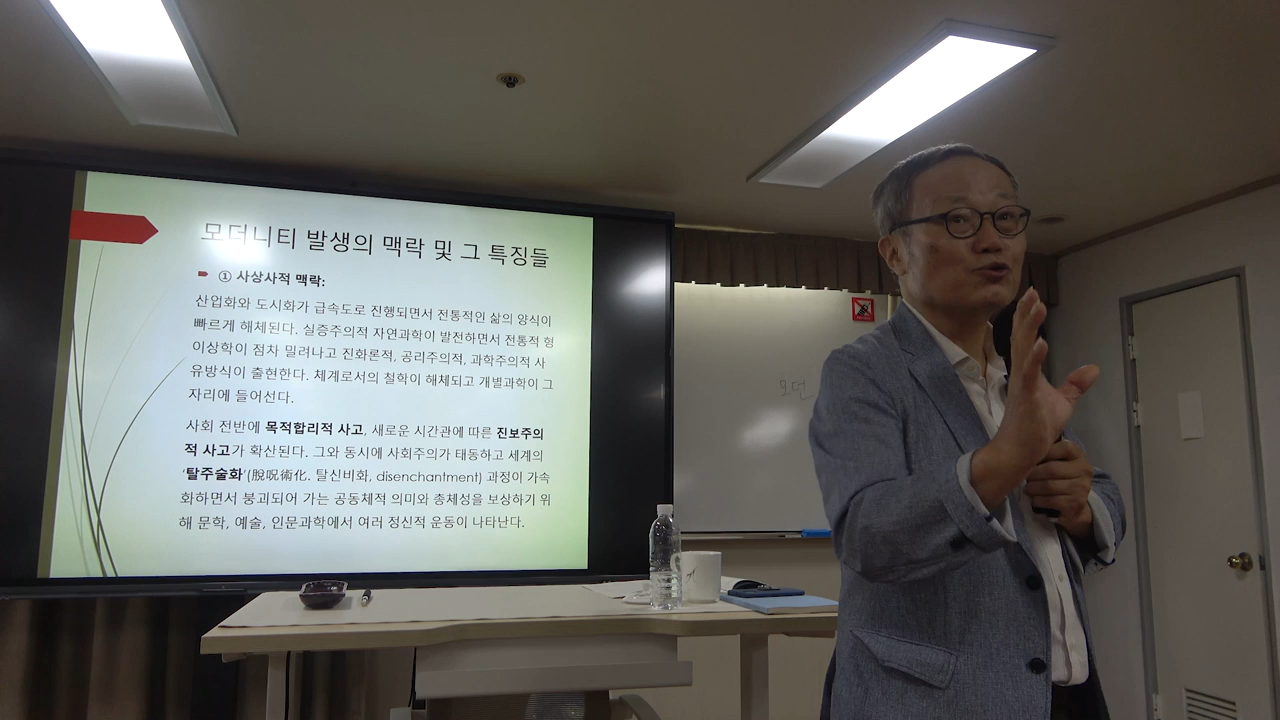 모더니티 발생의 맥락 및 그 특징들
① 사상사적 맥락:
산업화와 도시화가 급속도로 진행되면서 전통적인 삶의 양식이
빠르게 해체된다. 실증주의적 자연과학이 발전하면서 전통적 형
이상학이 점차 밀려나고 진화론적, 공리주의적, 과학주의적 사
유방식이 출현한다. 체계로서의 철학이 해체되고 개별과학이 그
자리에 들어선다.
사회 전반에 목적합리적 사고, 새로운 시간관에 따른 진보주의
적 사고가 확산된다. 그와 동시에 사회주의가 태동하고 세계의
‘탈주술화’(脫呪術化, 탈신비화, disenchantment) 과정이 가속
화하면서 붕괴되어 가는 공동체적 의미와 총체성을 보상하기 위
해 문학, 예술, 인문과학에서 여러 정신적 운동이 나타난다.
모던